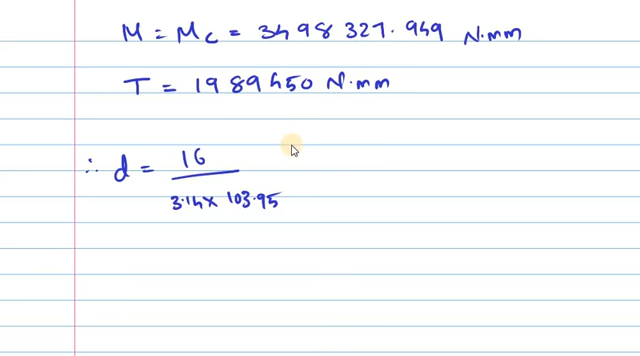 M = Mc = 3498327.949 N.mm
T = 1989450 N.mm
∴ d = 16
3.14 × 103.95